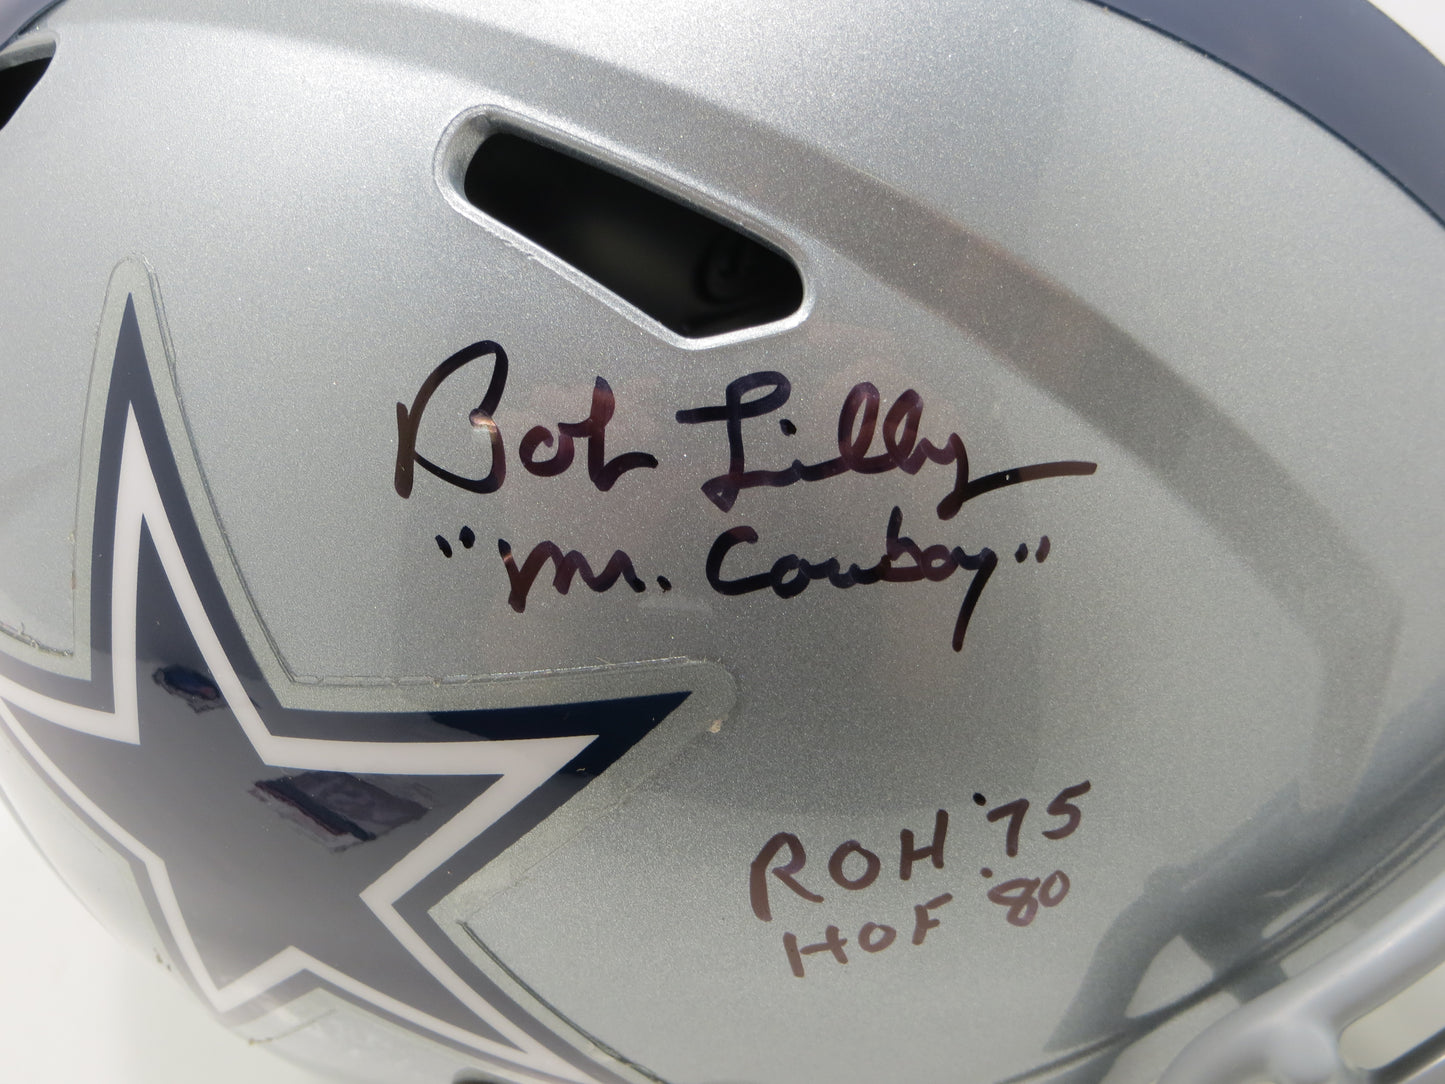 Bob Lilly
"Mr. Cowboy"
ROH '75
HOF '80